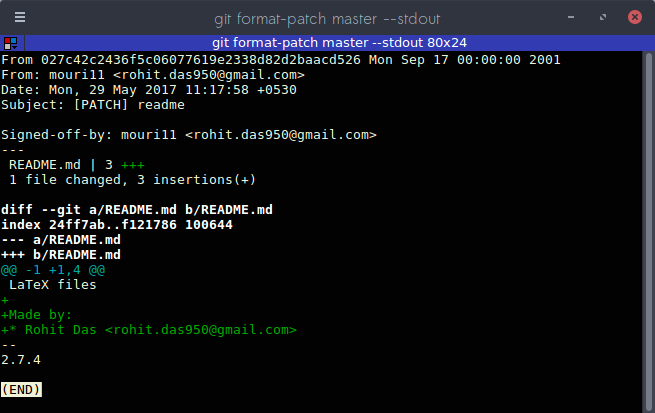 git format-patch master --stdout
git format-patch master --stdout 80x24
From 027c42c2436f5c06077619e2338d82d2baacd526 Mon Sep 17 00:00:00 2001
From: mouri11 <rohit.das950@gmail.com>
Date: Mon, 29 May 2017 11:17:58 +0530
Subject: [PATCH] readme

Signed-off-by: mouri11 <rohit.das950@gmail.com>
---
 README.md | 3 +++
 1 file changed, 3 insertions(+)

diff --git a/README.md b/README.md
index 24ff7ab..f121786 100644
--- a/README.md
+++ b/README.md
@@ -1 +1,4 @@
 LaTeX files
+
+Made by:
+* Rohit Das <rohit.das950@gmail.com>
--
2.7.4

(END)